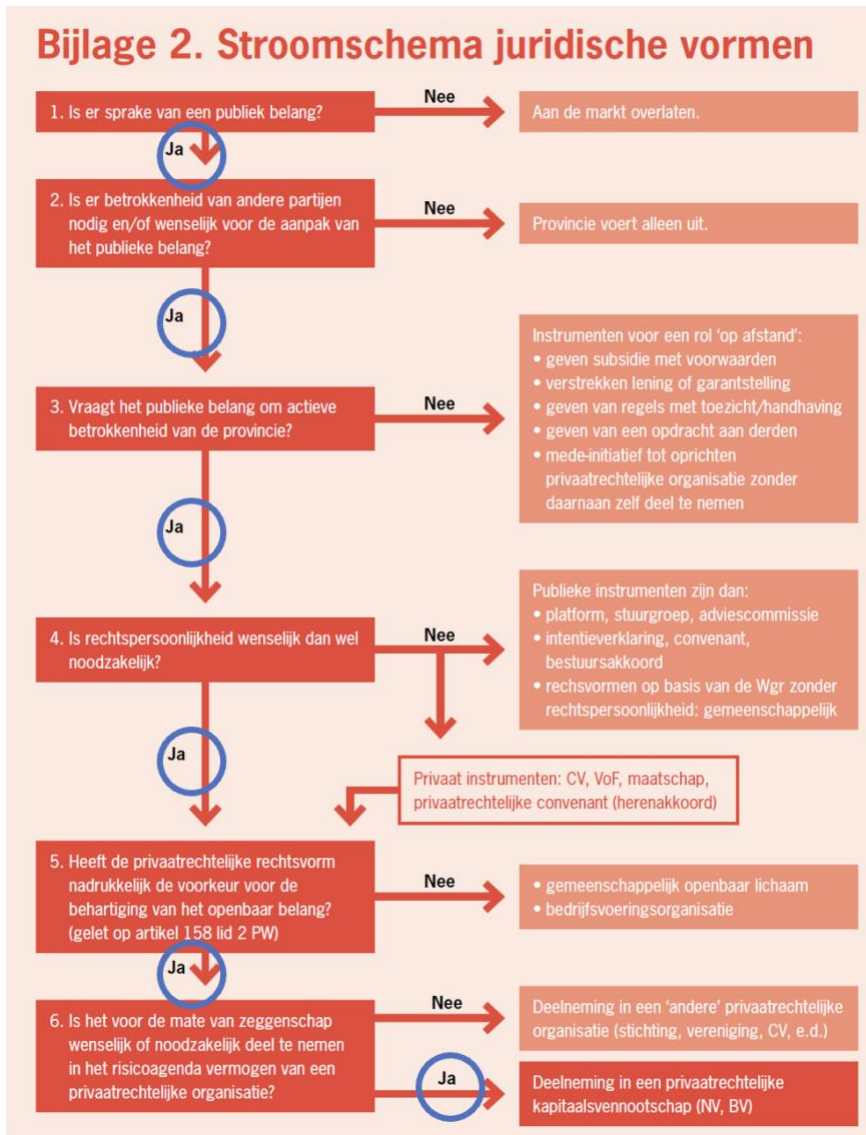 Bijlage 2. Stroomschema juridische vormen
1. Is er sprake van een publiek belang?
Nee
Aan de markt overlaten.
Ja
2. Is er betrokkenheid van andere partijen
nodig en/of wenselijk voor de aanpak van
het publieke belang?
Nee
Provincie voert alleen uit.
Ja
3. Vraagt het publieke belang om actieve
betrokkenheid van de provincie?
Nee
Instrumenten voor een rol ‘op afstand’:
• geven subsidie met voorwaarden
• verstrekken lening of garantstelling
• geven van regels met toezicht/handhaving
• geven van een opdracht aan derden
• mede-initiatief tot oprichten
privaatrechtelijke organisatie zonder
daarnaan zelf deel te nemen
Ja
4. Is rechtspersoonlijkheid wenselijk dan wel
noodzakelijk?
Nee
Publieke instrumenten zijn dan:
• platform, stuurgroep, adviescommissie
• intentieverklaring, convenant,
bestuursakkoord
• rechsvormen op basis van de Wgr zonder
rechtspersoonlijkheid: gemeenschappelijk
Ja
Privaat instrumenten: CV, VoF, maatschap,
privaatrechtelijke convenant (herenakkoord)
5. Heeft de privaatrechtelijke rechtsvorm
nadrukkelijk de voorkeur voor de
behartiging van het openbaar belang?
(gelet op artikel 158 lid 2 PW)
Nee
• gemeenschappelijk openbaar lichaam
• bedrijfsvoeringsorganisatie
Ja
6. Is het voor de mate van zeggenschap
wenselijk of noodzakelijk deel te nemen
in het risicoagenda vermogen van een
privaatrechtelijke organisatie?
Nee
Deelneming in een ‘andere’ privaatrechtelijke
organisatie (stichting, vereniging, CV, e.d.)
Ja
Deelneming in een privaatrechtelijke
kapitaalsvennootschap (NV, BV)